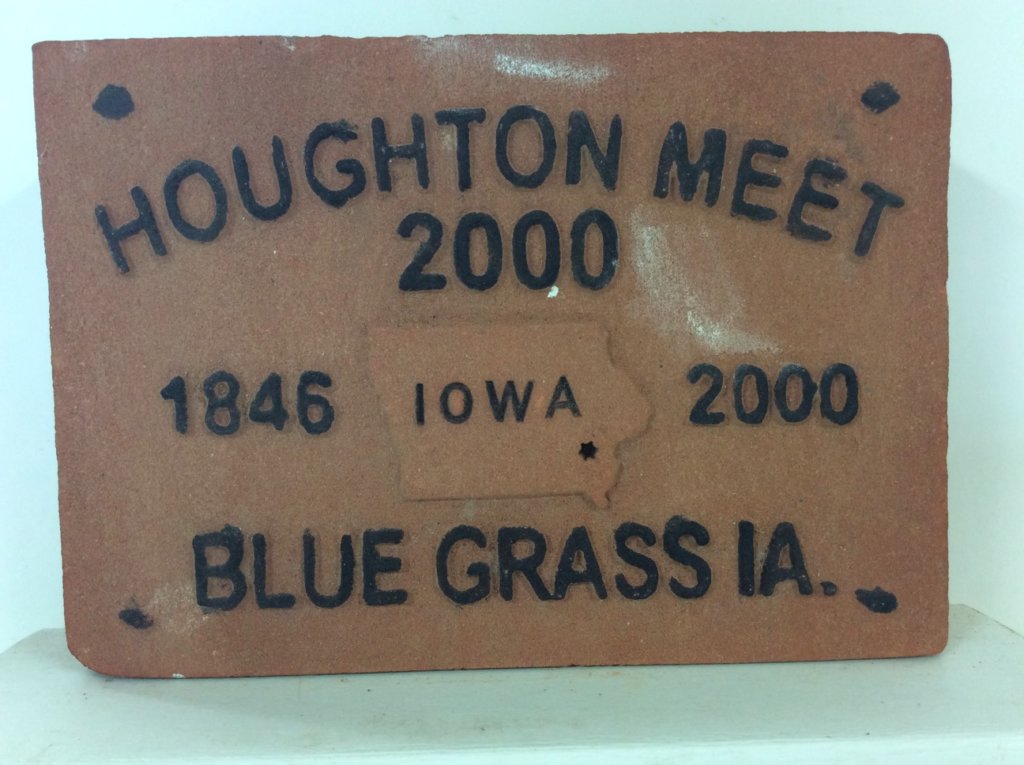 HOUGHTON MEET
2000
1846 IOWA 2000
BLUE GRASS IA.